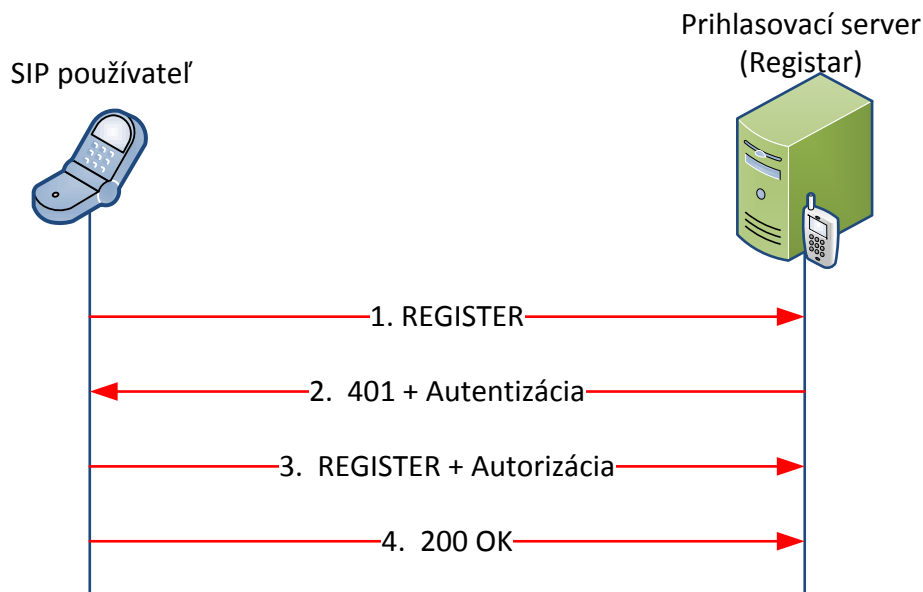 Prihlasovací server
(Registar)
SIP používateľ
1. REGISTER
2. 401 + Autentizácia
3. REGISTER + Autorizácia
4. 200 OK